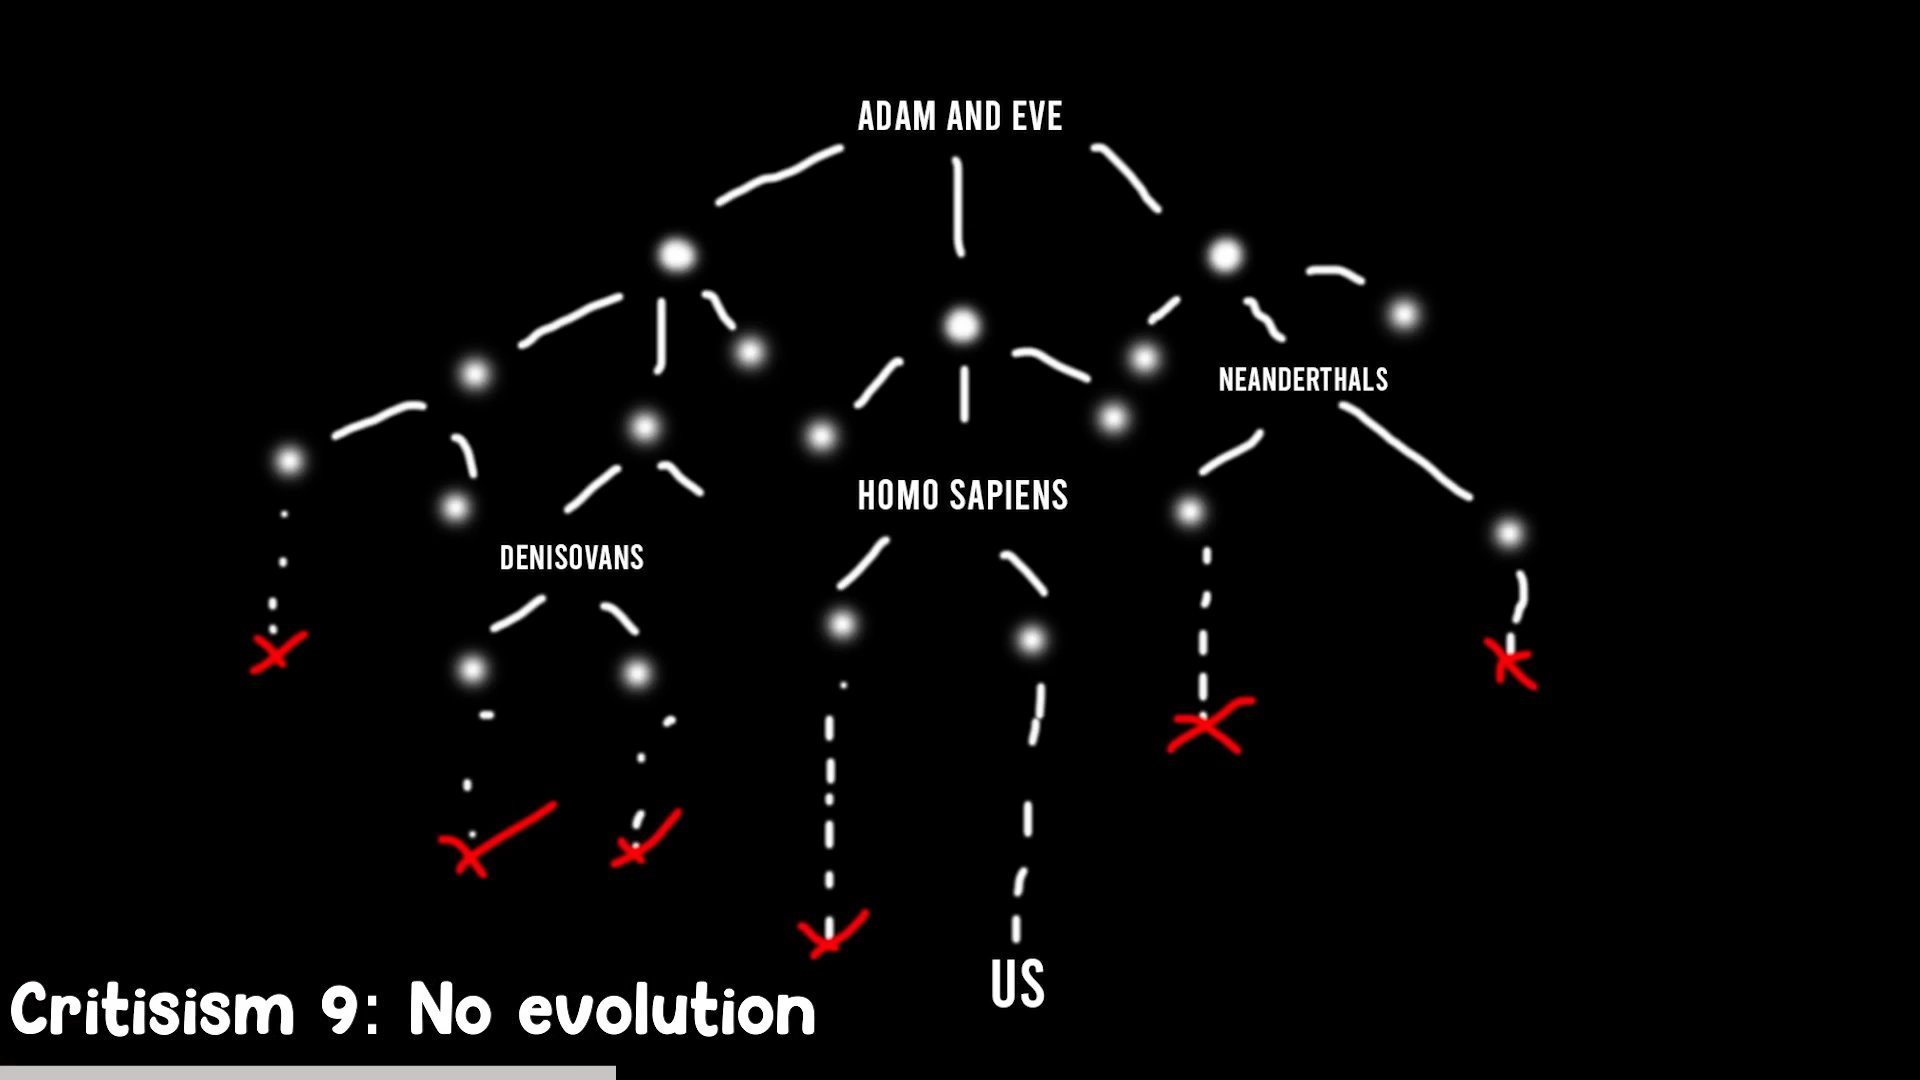 ADAM AND EVE
NEANDERTHALS
HOMO SAPIENS
DENISOVANS
US
Critisism 9: No evolution